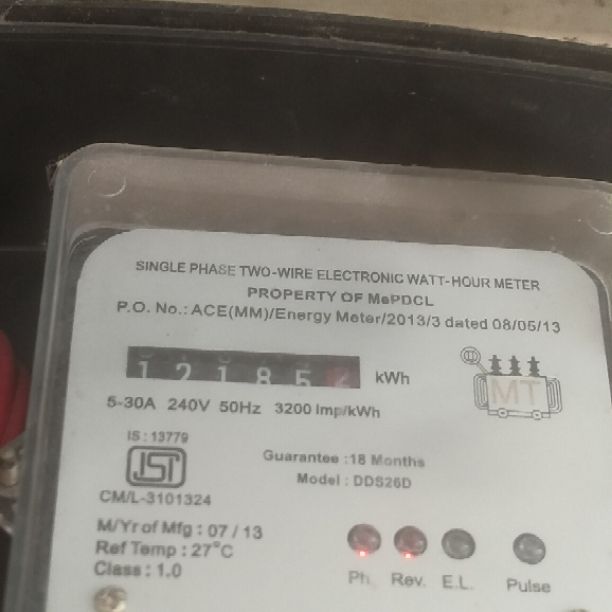 SINGLE PHASE TWO-WIRE ELECTRONIC WATT-HOUR METER
PROPERTY OF MePDCL
P.O. No.: ACE(MM)/Energy Meter/2013/3 dated 08/05/13
1 2 1 8 5 kWh
MT
5-30A 240V 50Hz 3200 Imp/kWh
IS : 13779
ISI
CM/L-3101324
Guarantee :18 Months
Model : DDS26D
M/Yr of Mfg : 07 / 13
Ref Temp : 27°C
Class : 1.0
Ph. Rev. E.L. Pulse